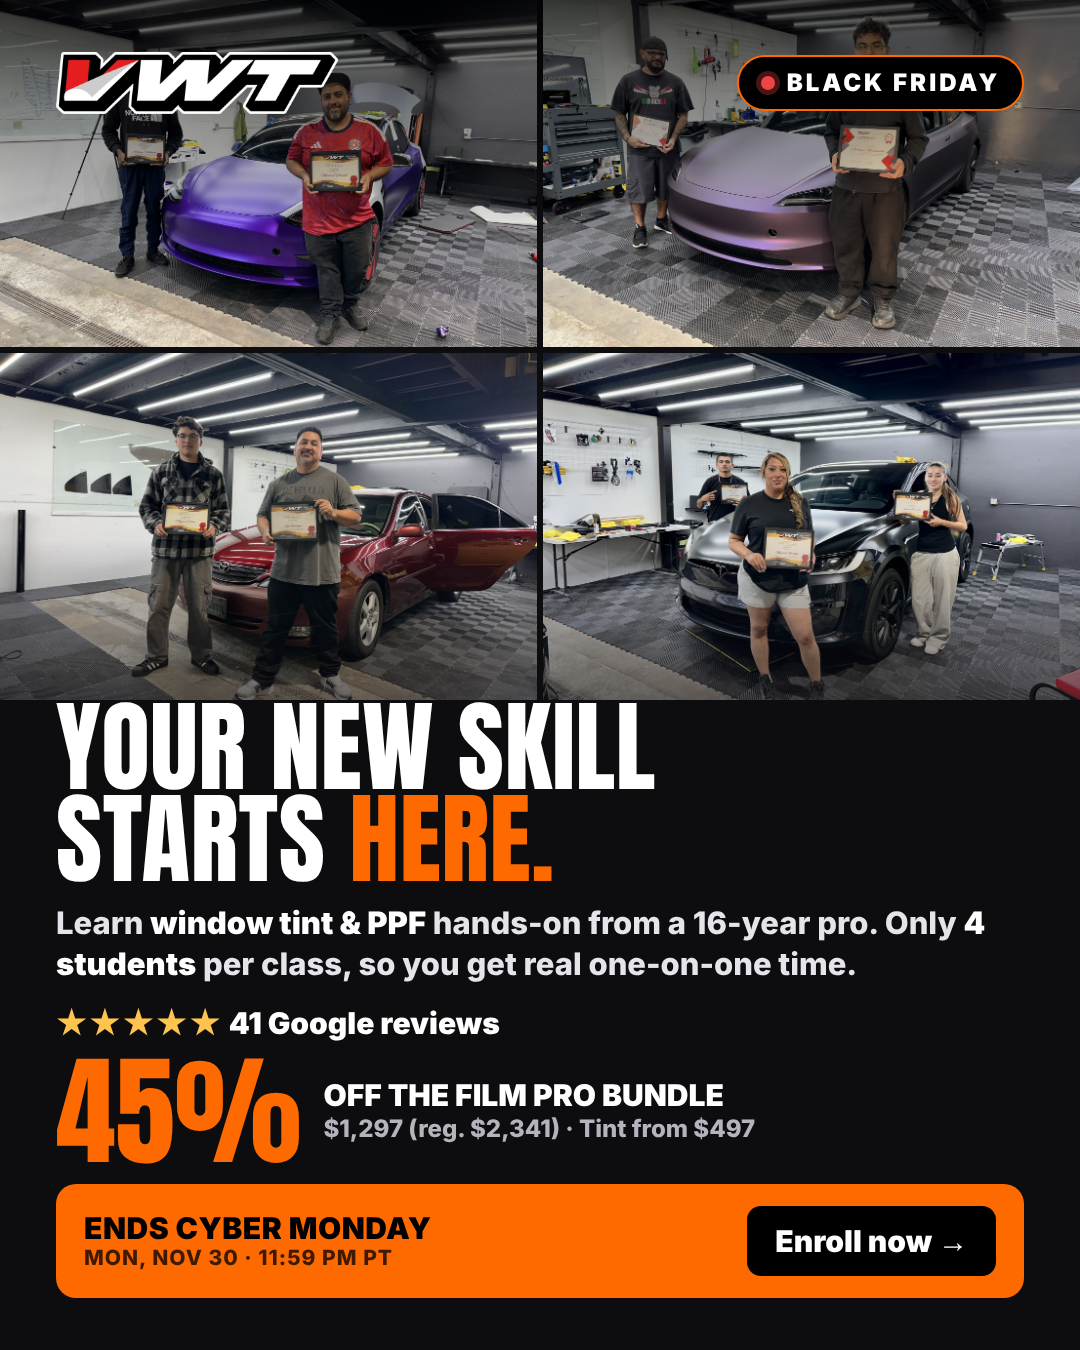 VWT
BLACK FRIDAY
YOUR NEW SKILL
STARTS HERE.
Learn window tint & PPF hands-on from a 16-year pro. Only 4
students per class, so you get real one-on-one time.
★★★★★ 41 Google reviews
45%
OFF THE FILM PRO BUNDLE
$1,297 (reg. $2,341) · Tint from $497
ENDS CYBER MONDAY
MON, NOV 30 · 11:59 PM PT
Enroll now →